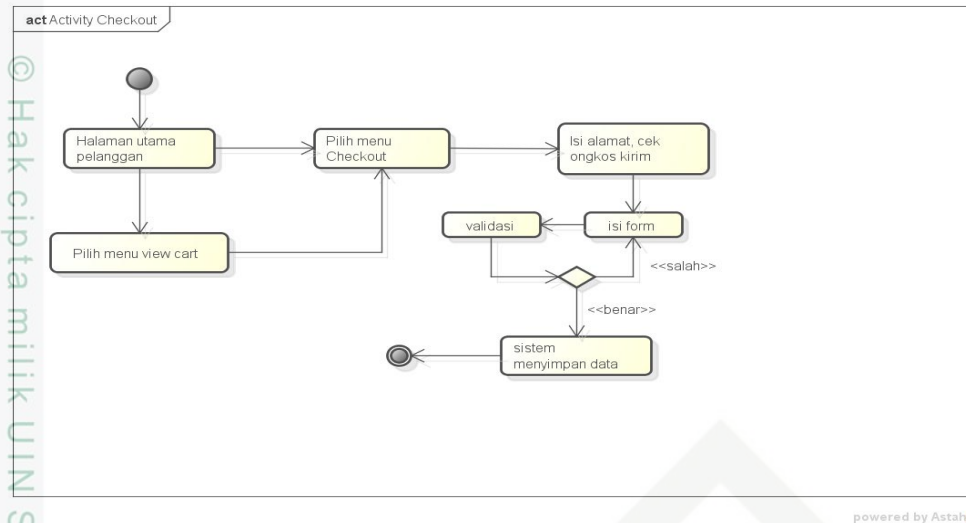 act Activity Checkout
Halaman utama
pelanggan
Pilih menu
Checkout
Isi alamat, cek
ongkos kirim
Pilih menu view cart
validasi
isi form
<<salah>>
<<benar>>
sistem
menyimpan data
powered by Astah
© Hak cipta milik UIN S